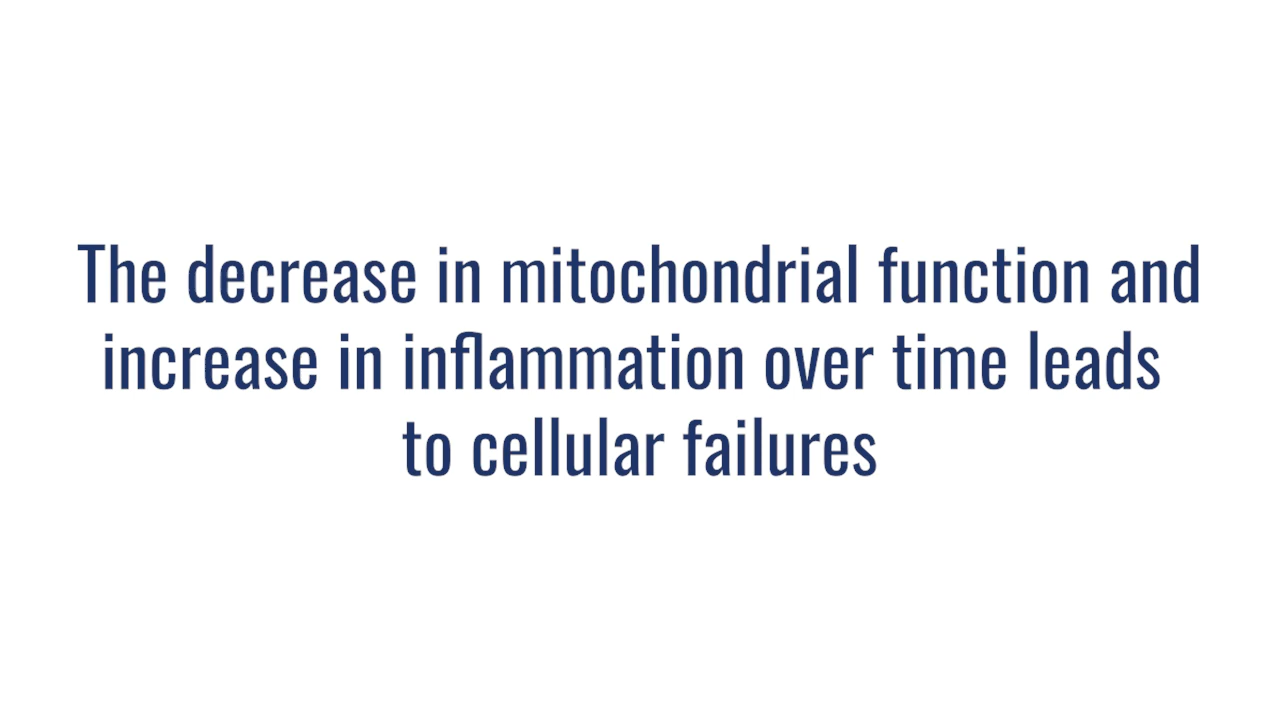 The decrease in mitochondrial function and
increase in inflammation over time leads
to cellular failures